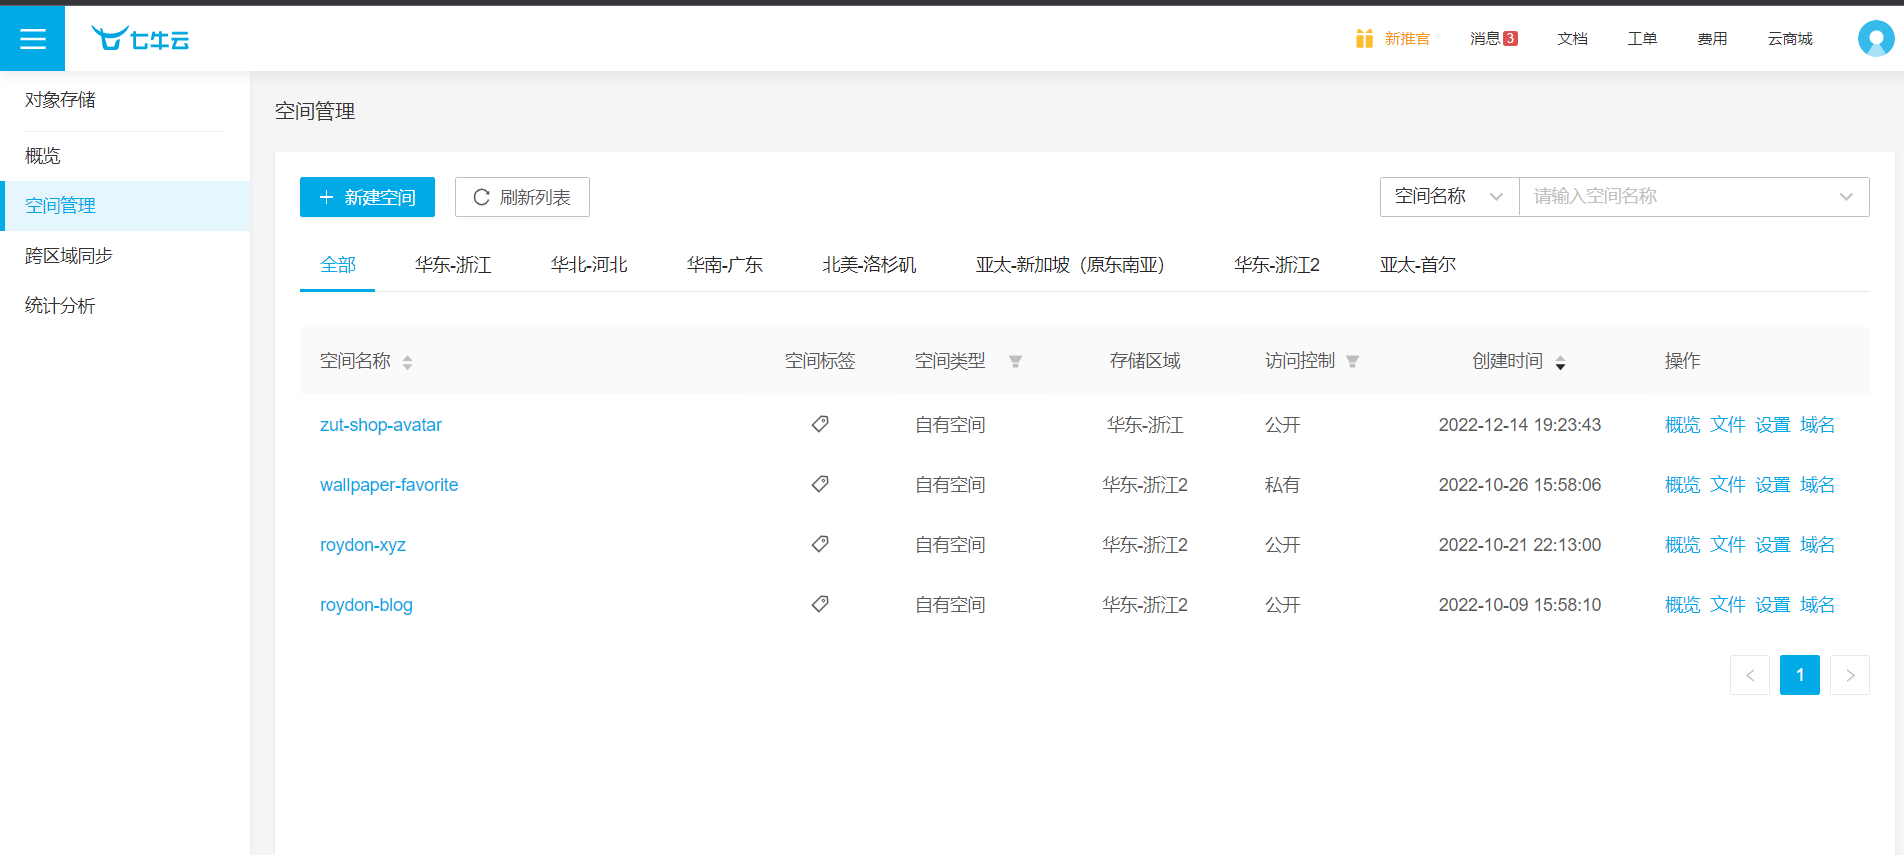 七牛云
新推官 消息 3 文档 工单 费用 云商城
对象存储
概览
空间管理
跨区域同步
统计分析
空间管理
新建空间 刷新列表 空间名称 请输入空间名称
全部 华东-浙江 华北-河北 华南-广东 北美-洛杉矶 亚太-新加坡（原东南亚） 华东-浙江2 亚太-首尔
空间名称 空间标签 空间类型 存储区域 访问控制 创建时间 操作
zut-shop-avatar 自有空间 华东-浙江 公开 2022-12-14 19:23:43 概览 文件 设置 域名
wallpaper-favorite 自有空间 华东-浙江2 私有 2022-10-26 15:58:06 概览 文件 设置 域名
roydon-xyz 自有空间 华东-浙江2 公开 2022-10-21 22:13:00 概览 文件 设置 域名
roydon-blog 自有空间 华东-浙江2 公开 2022-10-09 15:58:10 概览 文件 设置 域名
1